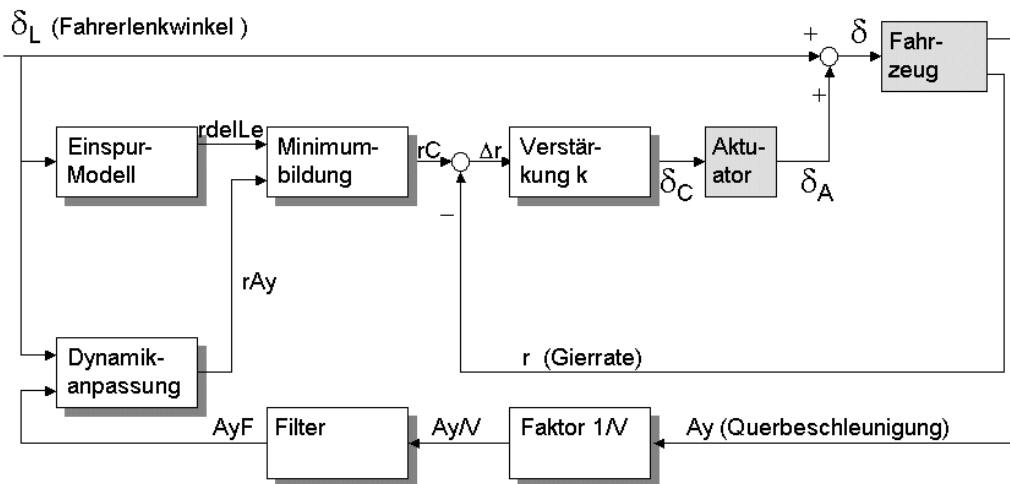 δL (Fahrerlenkwinkel)
+
δ
Fahr-
zeug
+
Einspur-
Modell
rdelLe
Minimum-
bildung
rC
Δr
−
Verstär-
kung k
δC
Aktu-
ator
δA
rAy
Dynamik-
anpassung
r (Gierrate)
AyF
Filter
Ay/V
Faktor 1/V
Ay (Querbeschleunigung)